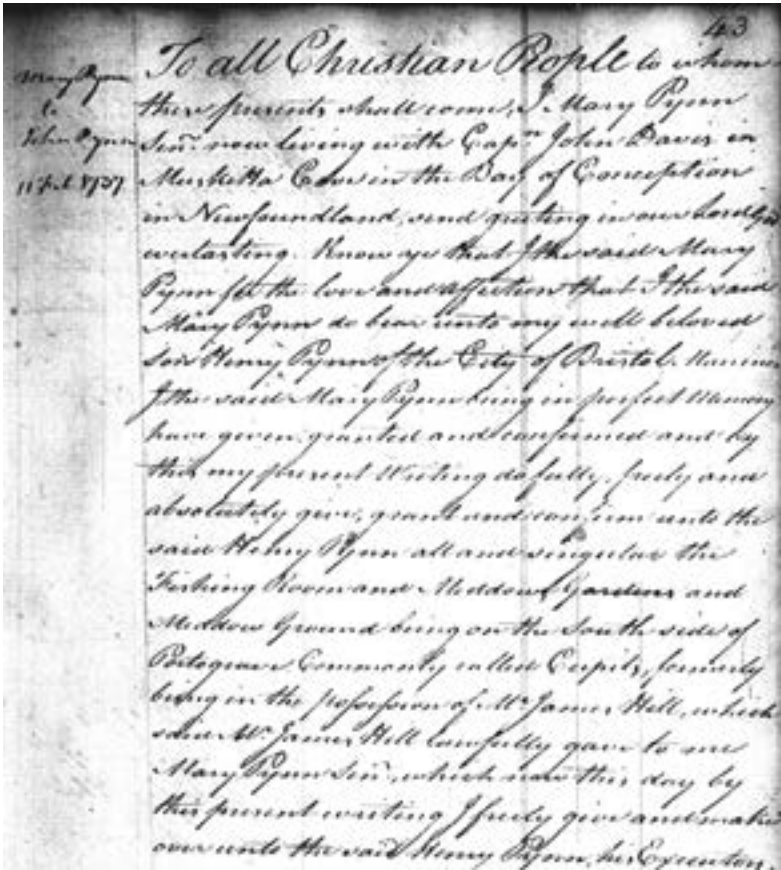 43
Mary Pynn
to
John Pynn
11 Feb. 1737
To all Christian People to whom
these presents shall come, I Mary Pynn
Senr. now living with Capn. John Davis in
Musketta Cove in the Bay of Conception
in Newfoundland, send greeting in our Lord God
everlasting. Know ye that I the said Mary
Pynn for the love and affection that I the said
Mary Pynn do bear unto my well beloved
son Henry Pynn of the City of Bristol Mariner
I the said Mary Pynn being in perfect Memory
have given, granted and confirmed and by
this my present Writing do fully, freely and
absolutely give, grant and confirm unto the
said Henry Pynn all and singular the
Fishing Room and Meddows Gardens and
Meddow Ground being on the South side of
Portograve Commonly called Cupits, formerly
being in the possession of Mr. James Hill, which
said Mr. James Hill lawfully gave to me
Mary Pynn Senr., which now this day by
this present writing I freely give and make
over unto the said Henry Pynn, his Executors,